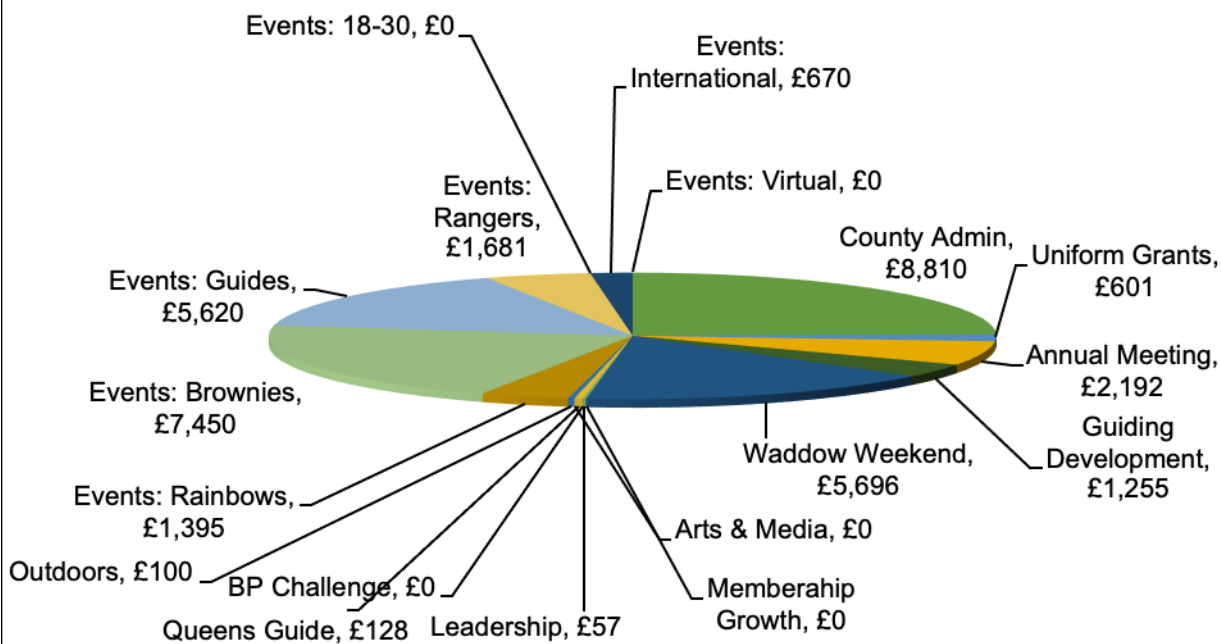 Events: 18-30, £0
Events:
International, £670
Events: Virtual, £0
Events:
Rangers,
£1,681
County Admin,
£8,810
Uniform Grants,
£601
Events: Guides,
£5,620
Annual Meeting,
£2,192
Events: Brownies,
£7,450
Guiding
Development,
£1,255
Waddow Weekend,
£5,696
Events: Rainbows,
£1,395
Arts & Media, £0
Outdoors, £100
BP Challenge, £0
Membershap
Growth, £0
Queens Guide, £128
Leadership, £57